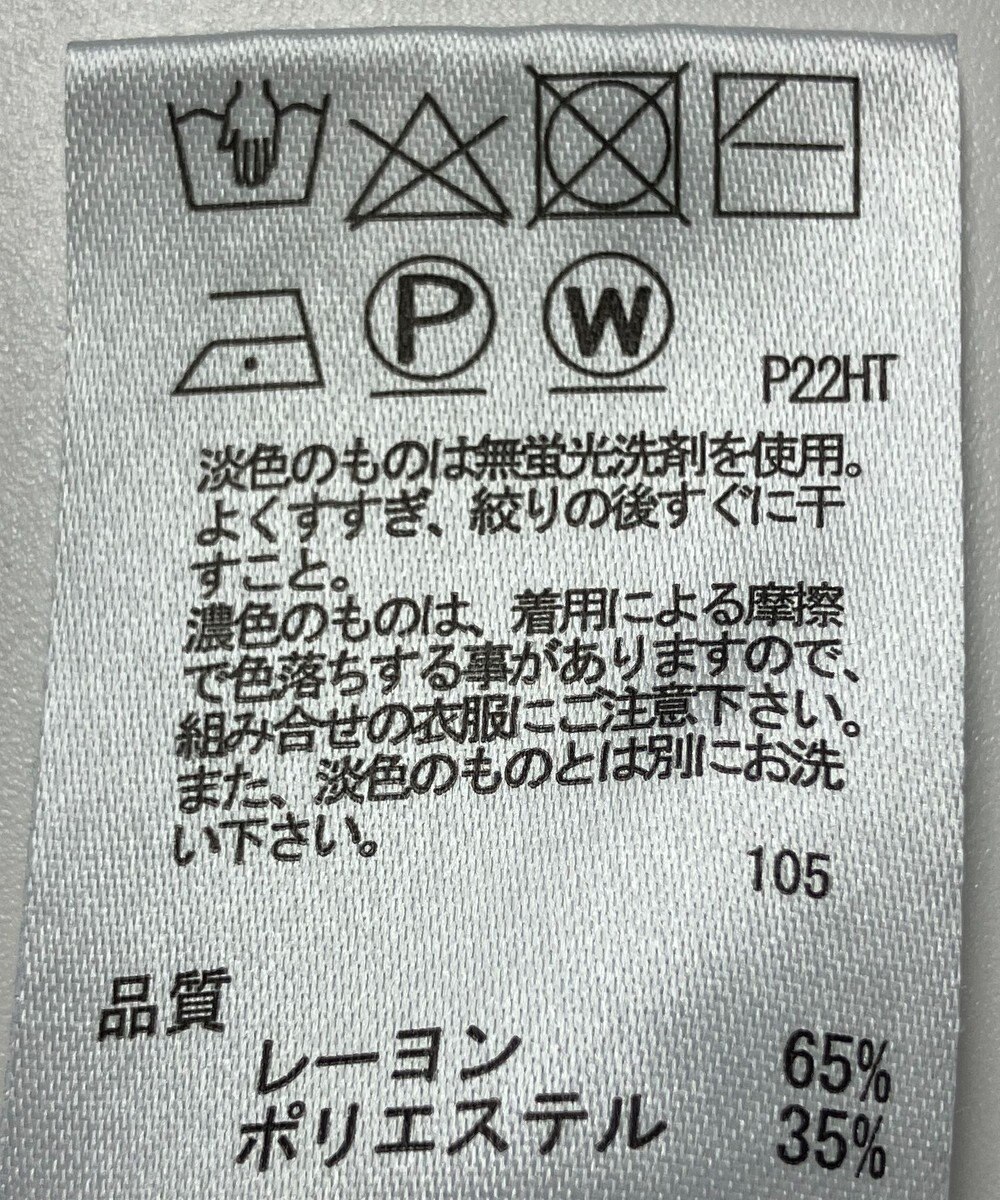 P W
P22HT
淡色のものは無蛍光洗剤を使用。
よくすすぎ、絞りの後すぐに干
すこと。
濃色のものは、着用による摩擦
で色落ちする事がありますので、
組み合せの衣服にご注意下さい。
また、淡色のものとは別にお洗
い下さい。
105
品質
レーヨン 65%
ポリエステル 35%